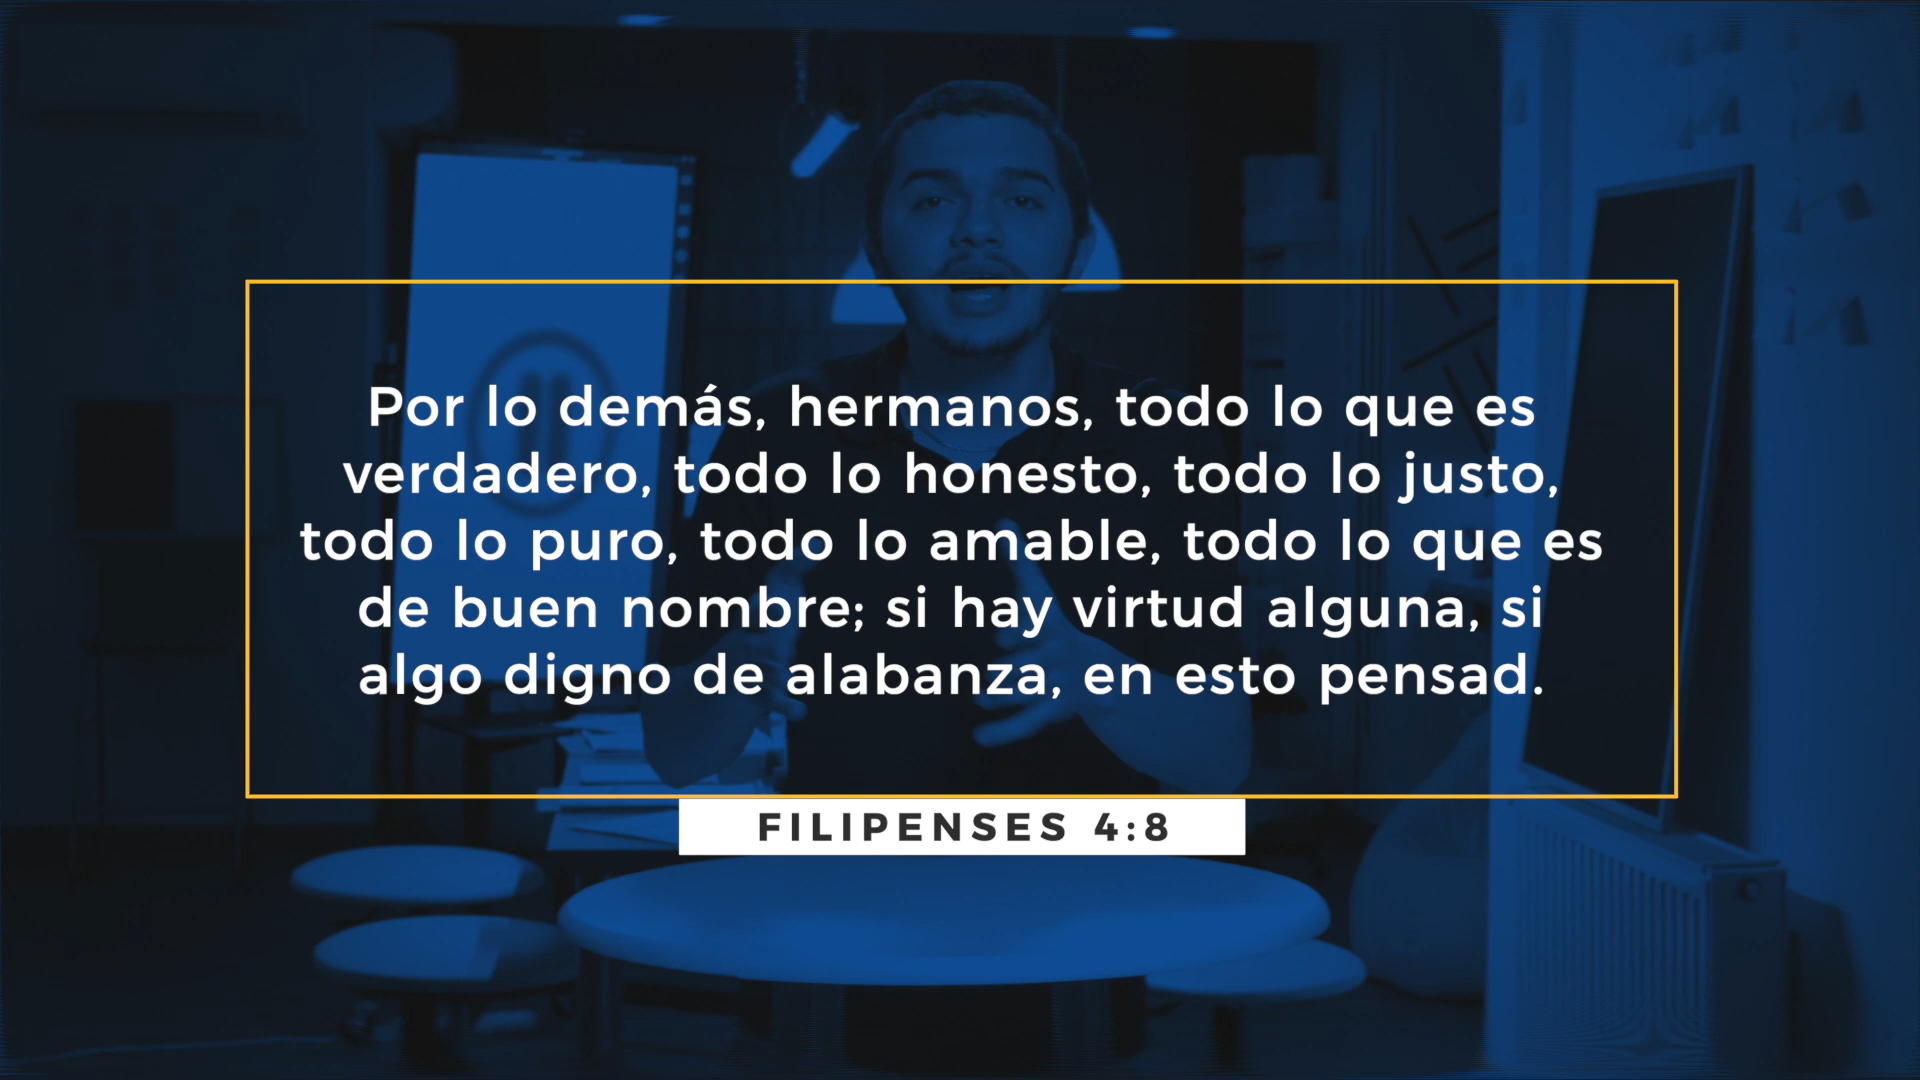 Por lo demás, hermanos, todo lo que es
verdadero, todo lo honesto, todo lo justo,
todo lo puro, todo lo amable, todo lo que es
de buen nombre; si hay virtud alguna, si
algo digno de alabanza, en esto pensad.
FILIPENSES 4:8